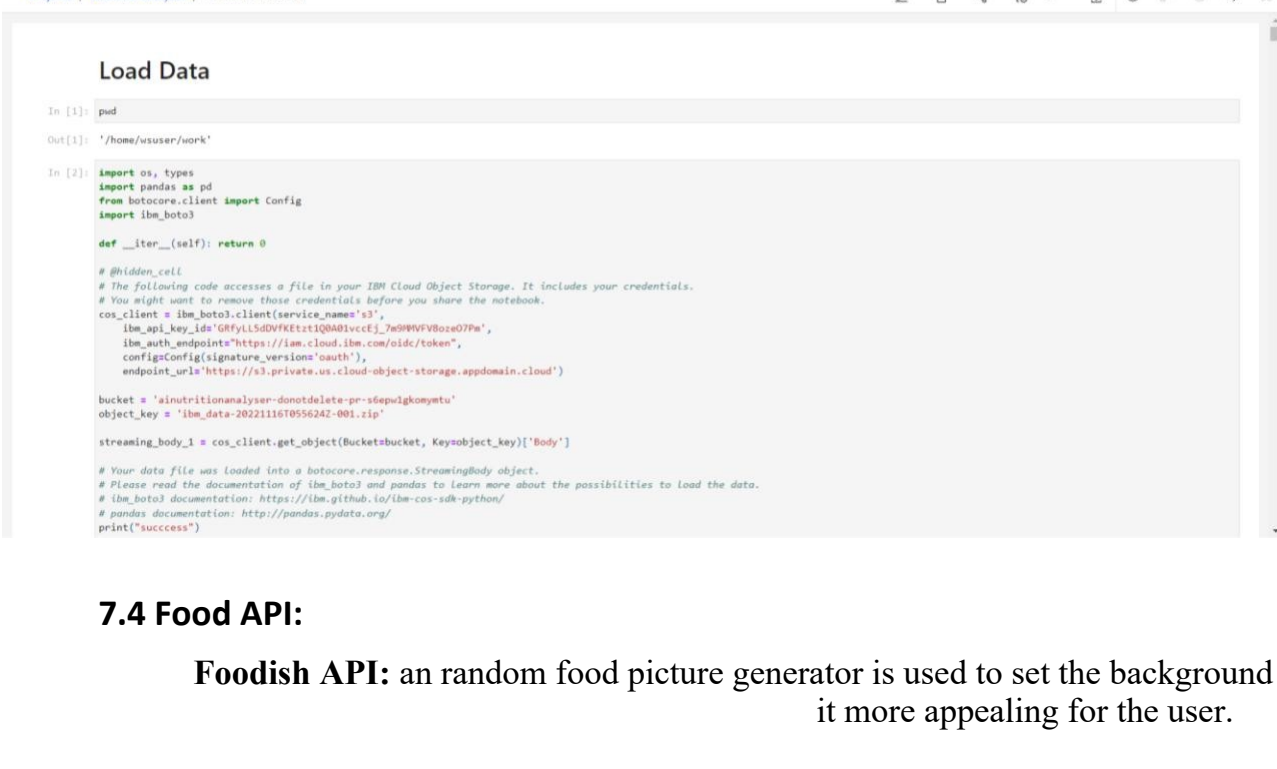 Load Data
In [1]: pwd
Out[1]: '/home/wsuser/work'
In [2]: import os, types
import pandas as pd
from botocore.client import Config
import ibm_boto3
def __iter__(self): return 0
# @hidden_cell
# The following code accesses a file in your IBM Cloud Object Storage. It includes your credentials.
# You might want to remove those credentials before you share the notebook.
cos_client = ibm_boto3.client(service_name='s3',
ibm_api_key_id=
ibm_auth_endpoint="https://iam.cloud.ibm.com/oidc/token",
config=Config(signature_version='oauth'),
endpoint_url='https://s3.private.us.cloud-object-storage.appdomain.cloud')
bucket = 'ainutritionanalyser-donotdelete-pr-s6epw1gkomymtu'
object_key = 'ibm_data-20221116T055624Z-001.zip'
streaming_body_1 = cos_client.get_object(Bucket=bucket, Key=object_key)['Body']
# Your data file was loaded into a botocore.response.StreamingBody object.
# Please read the documentation of ibm_boto3 and pandas to learn more about the possibilities to load the data.
# ibm_boto3 documentation: https://ibm.github.io/ibm-cos-sdk-python/
# pandas documentation: http://pandas.pydata.org/
print("succcess")
7.4 Food API:
Foodish API: an random food picture generator is used to set the background
it more appealing for the user.